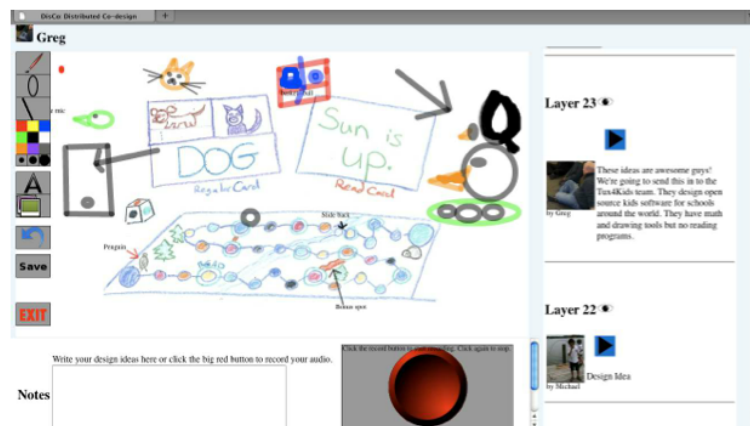 DisCo Distributed Co-design
Greg
DOG
Regular Card
Sun is
up.
Read Card
A
Save
EXIT
Slide back
Penguin
Bonus spot
Write your design ideas here or click the big red button to record your audio.
Notes
Click the record button to start recording. Click again to stop.
Layer 23
These ideas are awesome guys!
We're going to send this in to the
Tux4Kids team. They design open
source kids software for schools
around the world. They have math
and drawing tools but no reading
programs.
by Greg
Layer 22
Design Idea
by Michael